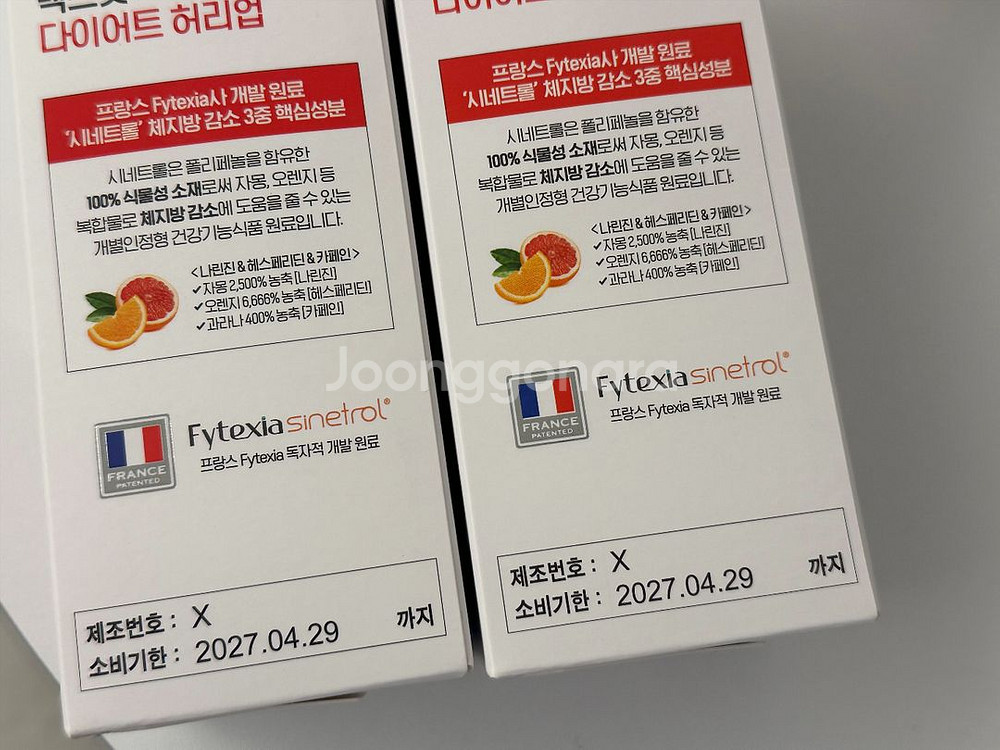 다이어트 허리업
프랑스 Fytexia사 개발 원료
'시네트롤' 체지방 감소 3중 핵심성분
시네트롤은 폴리페놀을 함유한
100% 식물성 소재로써 자몽, 오렌지 등
복합물로 체지방 감소에 도움을 줄 수 있는
개별인정형 건강기능식품 원료입니다.
<나린진 & 헤스페리딘 & 카페인>
✓자몽 2,500% 농축 [나린진]
✓오렌지 6,666% 농축 [헤스페리딘]
✓과라나 400% 농축 [카페인]
FRANCE
PATENTED
Fytexia sinetrol®
프랑스 Fytexia 독자적 개발 원료
제조번호 : X
소비기한 : 2027.04.29 까지
프랑스 Fytexia사 개발 원료
'시네트롤' 체지방 감소 3중 핵심성분
시네트롤은 폴리페놀을 함유한
100% 식물성 소재로써 자몽, 오렌지 등
복합물로 체지방 감소에 도움을 줄 수 있는
개별인정형 건강기능식품 원료입니다.
<나린진 & 헤스페리딘 & 카페인>
✓자몽 2,500% 농축 [나린진]
✓오렌지 6,666% 농축 [헤스페리딘]
✓과라나 400% 농축 [카페인]
FRANCE
PATENTED
Fytexia sinetrol®
프랑스 Fytexia 독자적 개발 원료
제조번호 : X
소비기한 : 2027.04.29 까지
Joonggonara